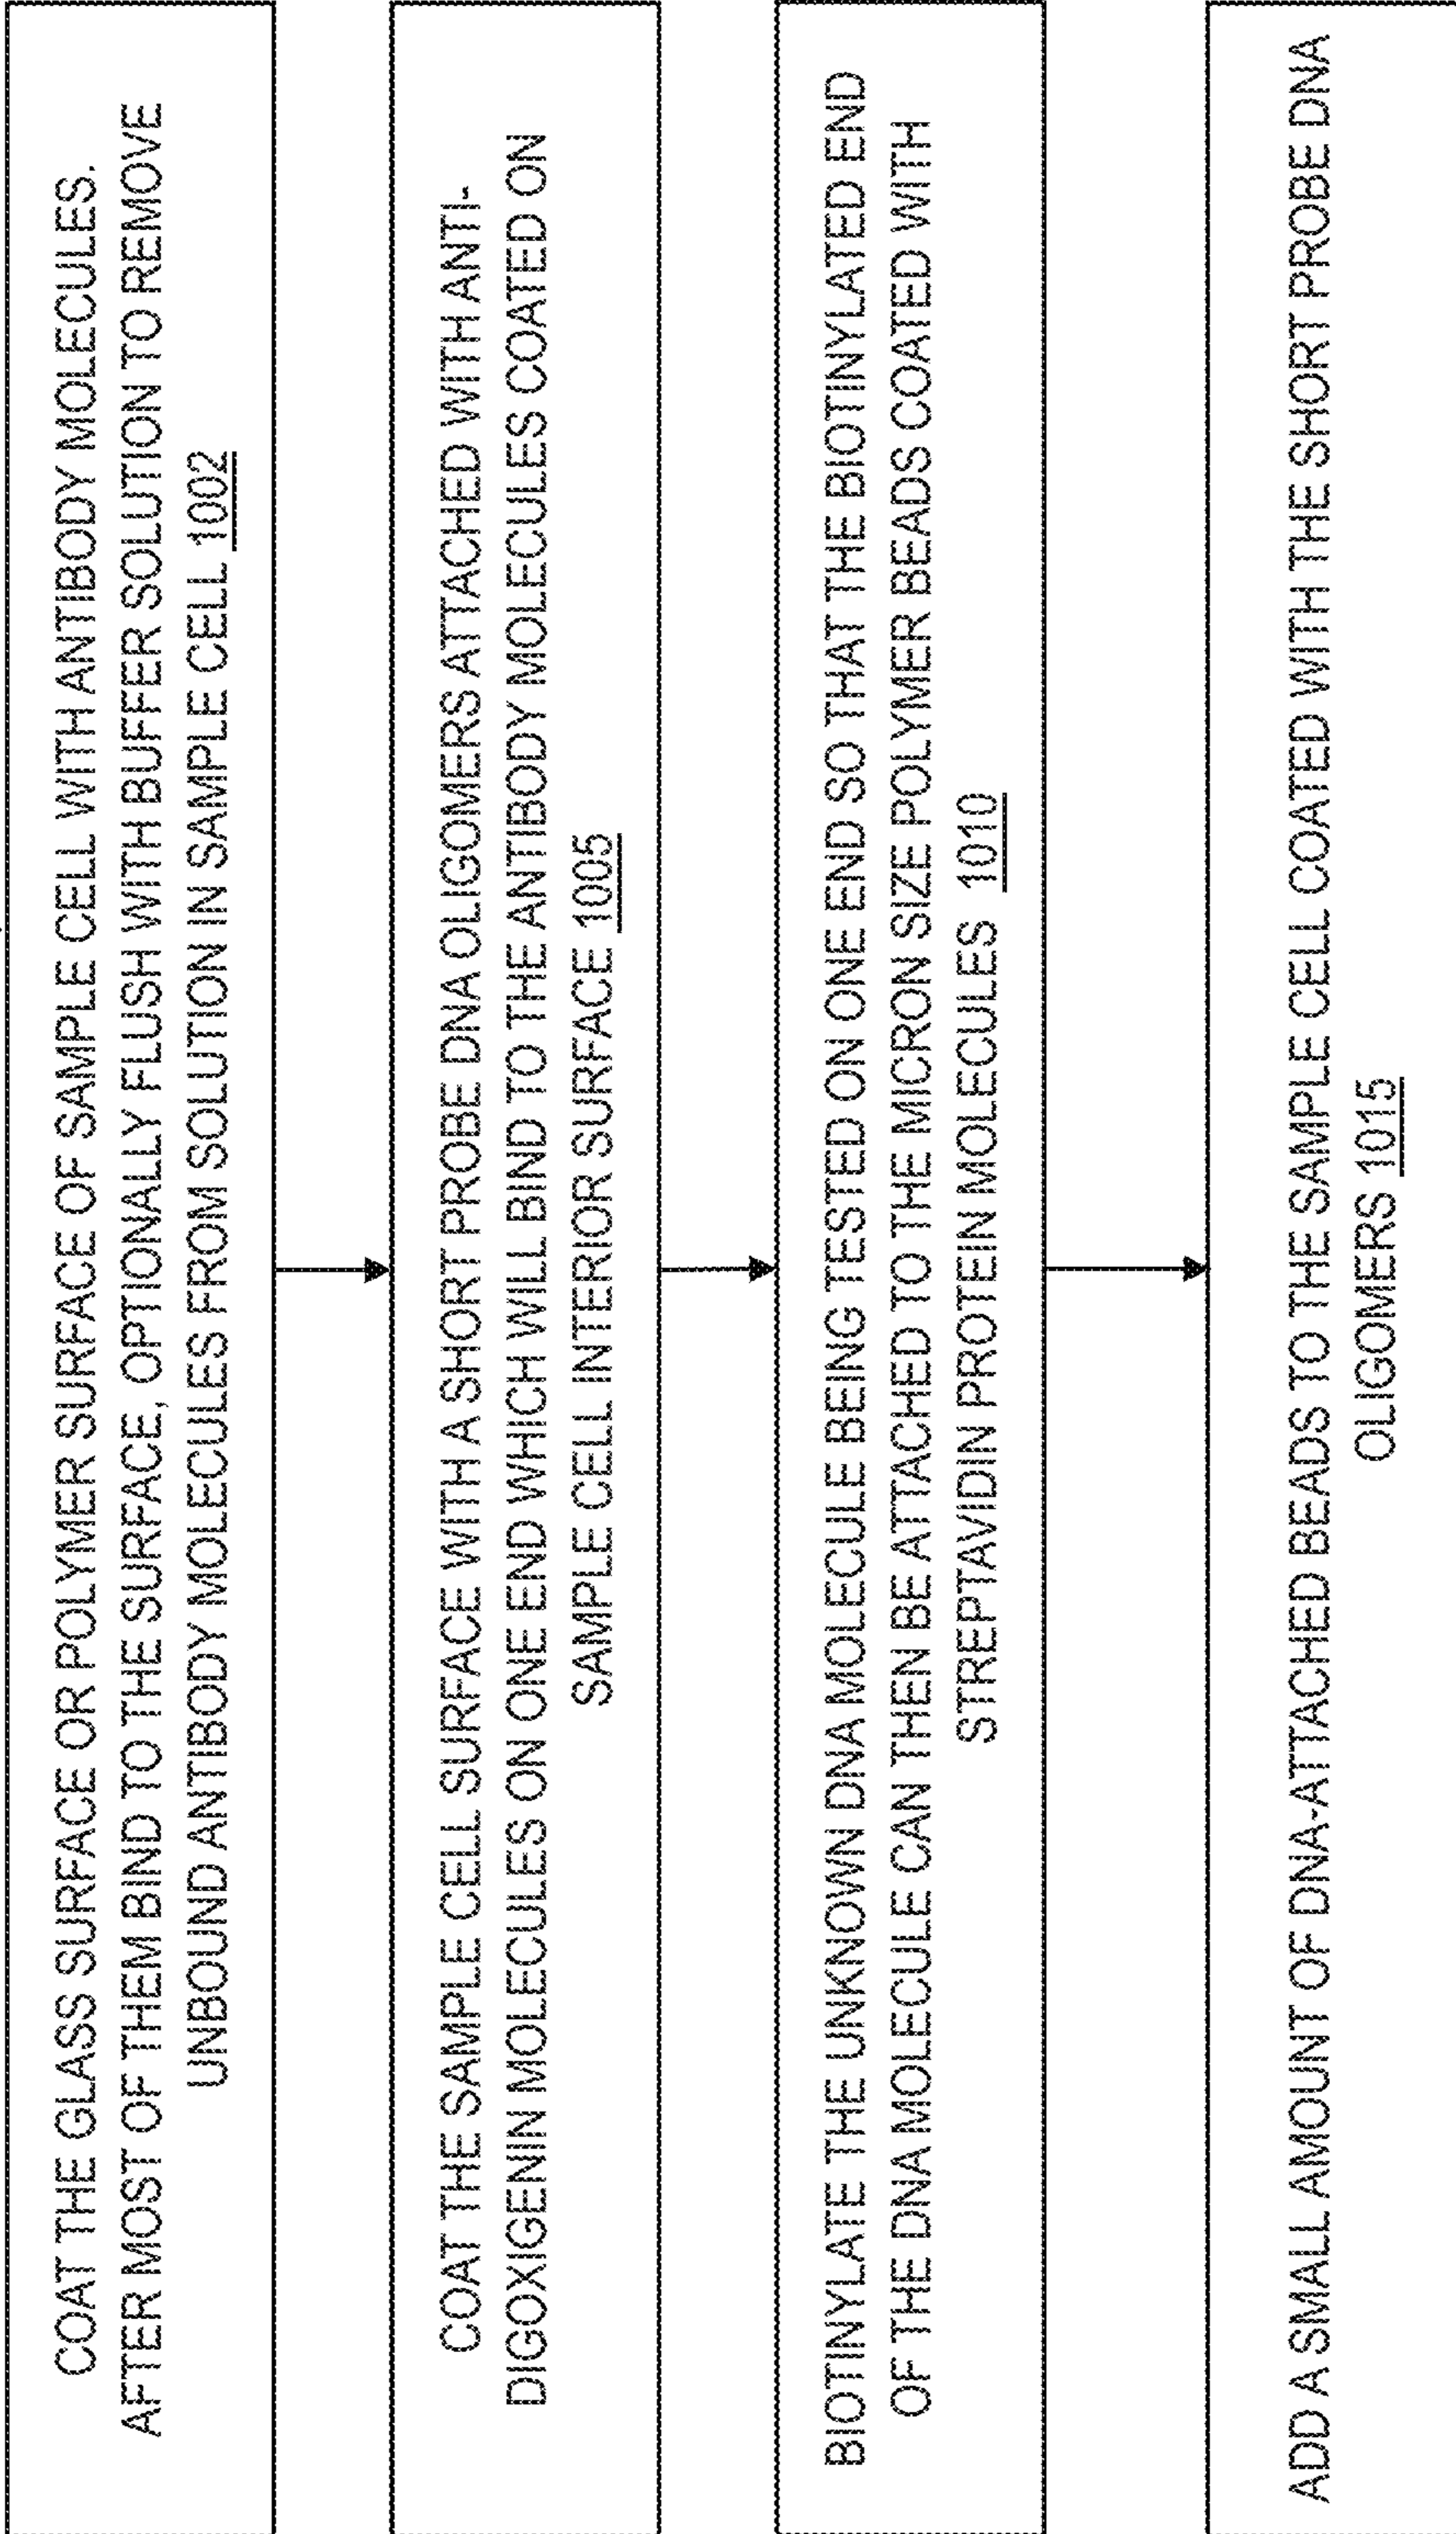 COAT THE GLASS SURFACE OR POLYMER SURFACE OF SAMPLE CELL WITH ANTIBODY MOLECULES.
AFTER MOST OF THEM BIND TO THE SURFACE, OPTIONALLY FLUSH WITH BUFFER SOLUTION TO REMOVE
UNBOUND ANTIBODY MOLECULES FROM SOLUTION IN SAMPLE CELL 1002
COAT THE SAMPLE CELL SURFACE WITH A SHORT PROBE DNA OLIGOMERS ATTACHED WITH ANTI-
DIGOXIGENIN MOLECULES ON ONE END WHICH WILL BIND TO THE ANTIBODY MOLECULES COATED ON
SAMPLE CELL INTERIOR SURFACE 1005
BIOTINYLATE THE UNKNOWN DNA MOLECULE BEING TESTED ON ONE END SO THAT THE BIOTINYLATED END
OF THE DNA MOLECULE CAN THEN BE ATTACHED TO THE MICRON SIZE POLYMER BEADS COATED WITH
STREPTAVIDIN PROTEIN MOLECULES 1010
ADD A SMALL AMOUNT OF DNA-ATTACHED BEADS TO THE SAMPLE CELL COATED WITH THE SHORT PROBE DNA
OLIGOMERS 1015